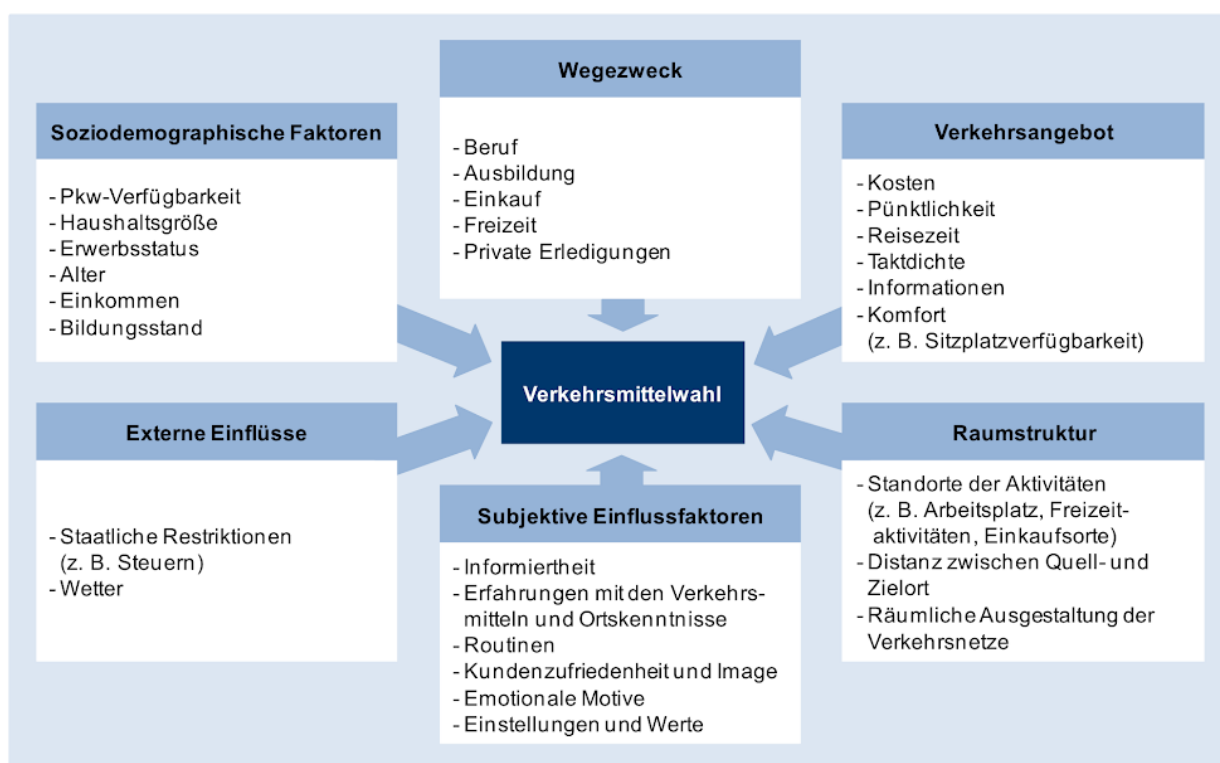 Wegezweck
- Beruf
- Ausbildung
- Einkauf
- Freizeit
- Private Erledigungen
Soziodemographische Faktoren
- Pkw-Verfügbarkeit
- Haushaltsgröße
- Erwerbsstatus
- Alter
- Einkommen
- Bildungsstand
Verkehrsangebot
- Kosten
- Pünktlichkeit
- Reisezeit
- Taktdichte
- Informationen
- Komfort
(z. B. Sitzplatzverfügbarkeit)
Verkehrsmittelwahl
Externe Einflüsse
- Staatliche Restriktionen
(z. B. Steuern)
- Wetter
Subjektive Einflussfaktoren
- Informiertheit
- Erfahrungen mit den Verkehrs-
mitteln und Ortskenntnisse
- Routinen
- Kundenzufriedenheit und Image
- Emotionale Motive
- Einstellungen und Werte
Raumstruktur
- Standorte der Aktivitäten
(z. B. Arbeitsplatz, Freizeit-
aktivitäten, Einkaufsorte)
- Distanz zwischen Quell- und
Zielort
- Räumliche Ausgestaltung der
Verkehrsnetze